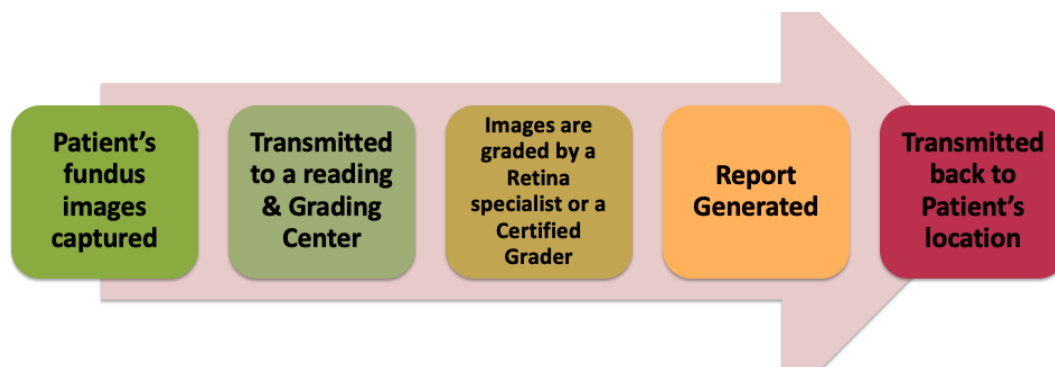 Patient's
fundus
images
captured
Transmitted
to a reading
& Grading
Center
Images are
graded by a
Retina
specialist or a
Certified
Grader
Report
Generated
Transmitted
back to
Patient's
location